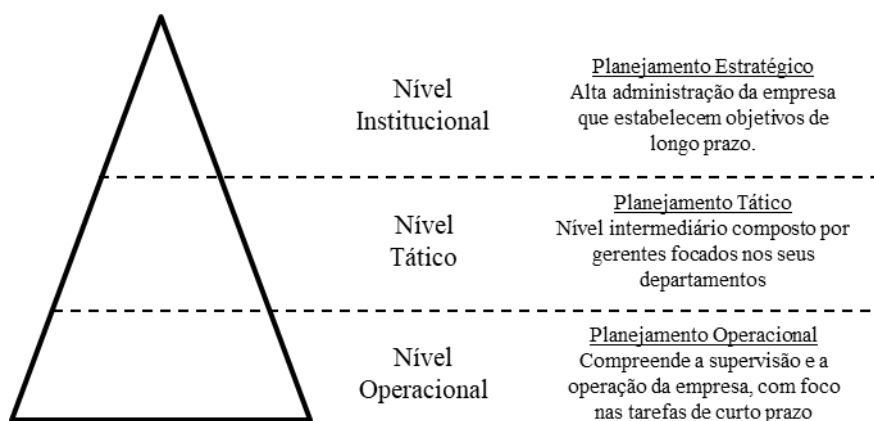 Nível
Institucional
Planejamento Estratégico
Alta administração da empresa
que estabelecem objetivos de
longo prazo.
Nível
Tático
Planejamento Tático
Nível intermediário composto por
gerentes focados nos seus
departamentos
Nível
Operacional
Planejamento Operacional
Compreende a supervisão e a
operação da empresa, com foco
nas tarefas de curto prazo